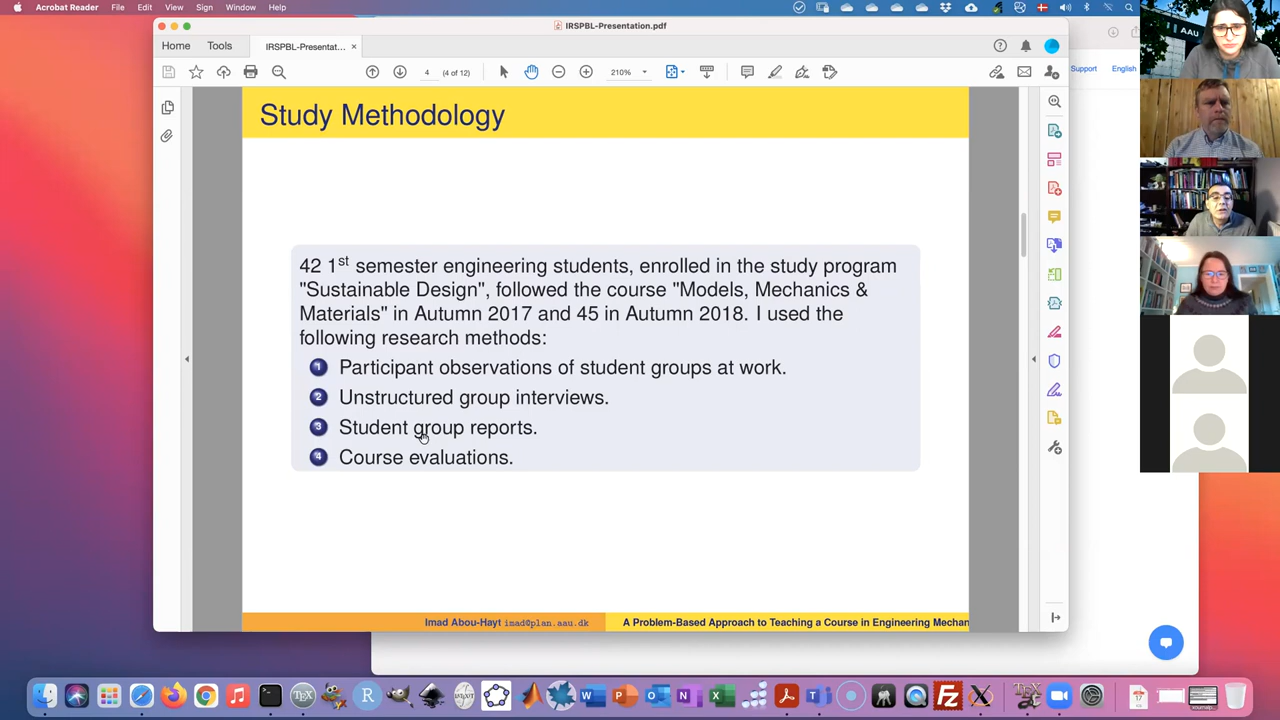 Acrobat Reader File Edit View Sign Window Help
IRSPBL-Presentation.pdf
Home Tools IRSPBL-Presentat... ×
(4 of 12) 210%
Support English
AAU
Study Methodology
42 1st semester engineering students, enrolled in the study program
"Sustainable Design", followed the course "Models, Mechanics &
Materials" in Autumn 2017 and 45 in Autumn 2018. I used the
following research methods:
1 Participant observations of student groups at work.
2 Unstructured group interviews.
3 Student group reports.
4 Course evaluations.
Imad Abou-Hayt imad@plan.aau.dk A Problem-Based Approach to Teaching a Course in Engineering Mechan